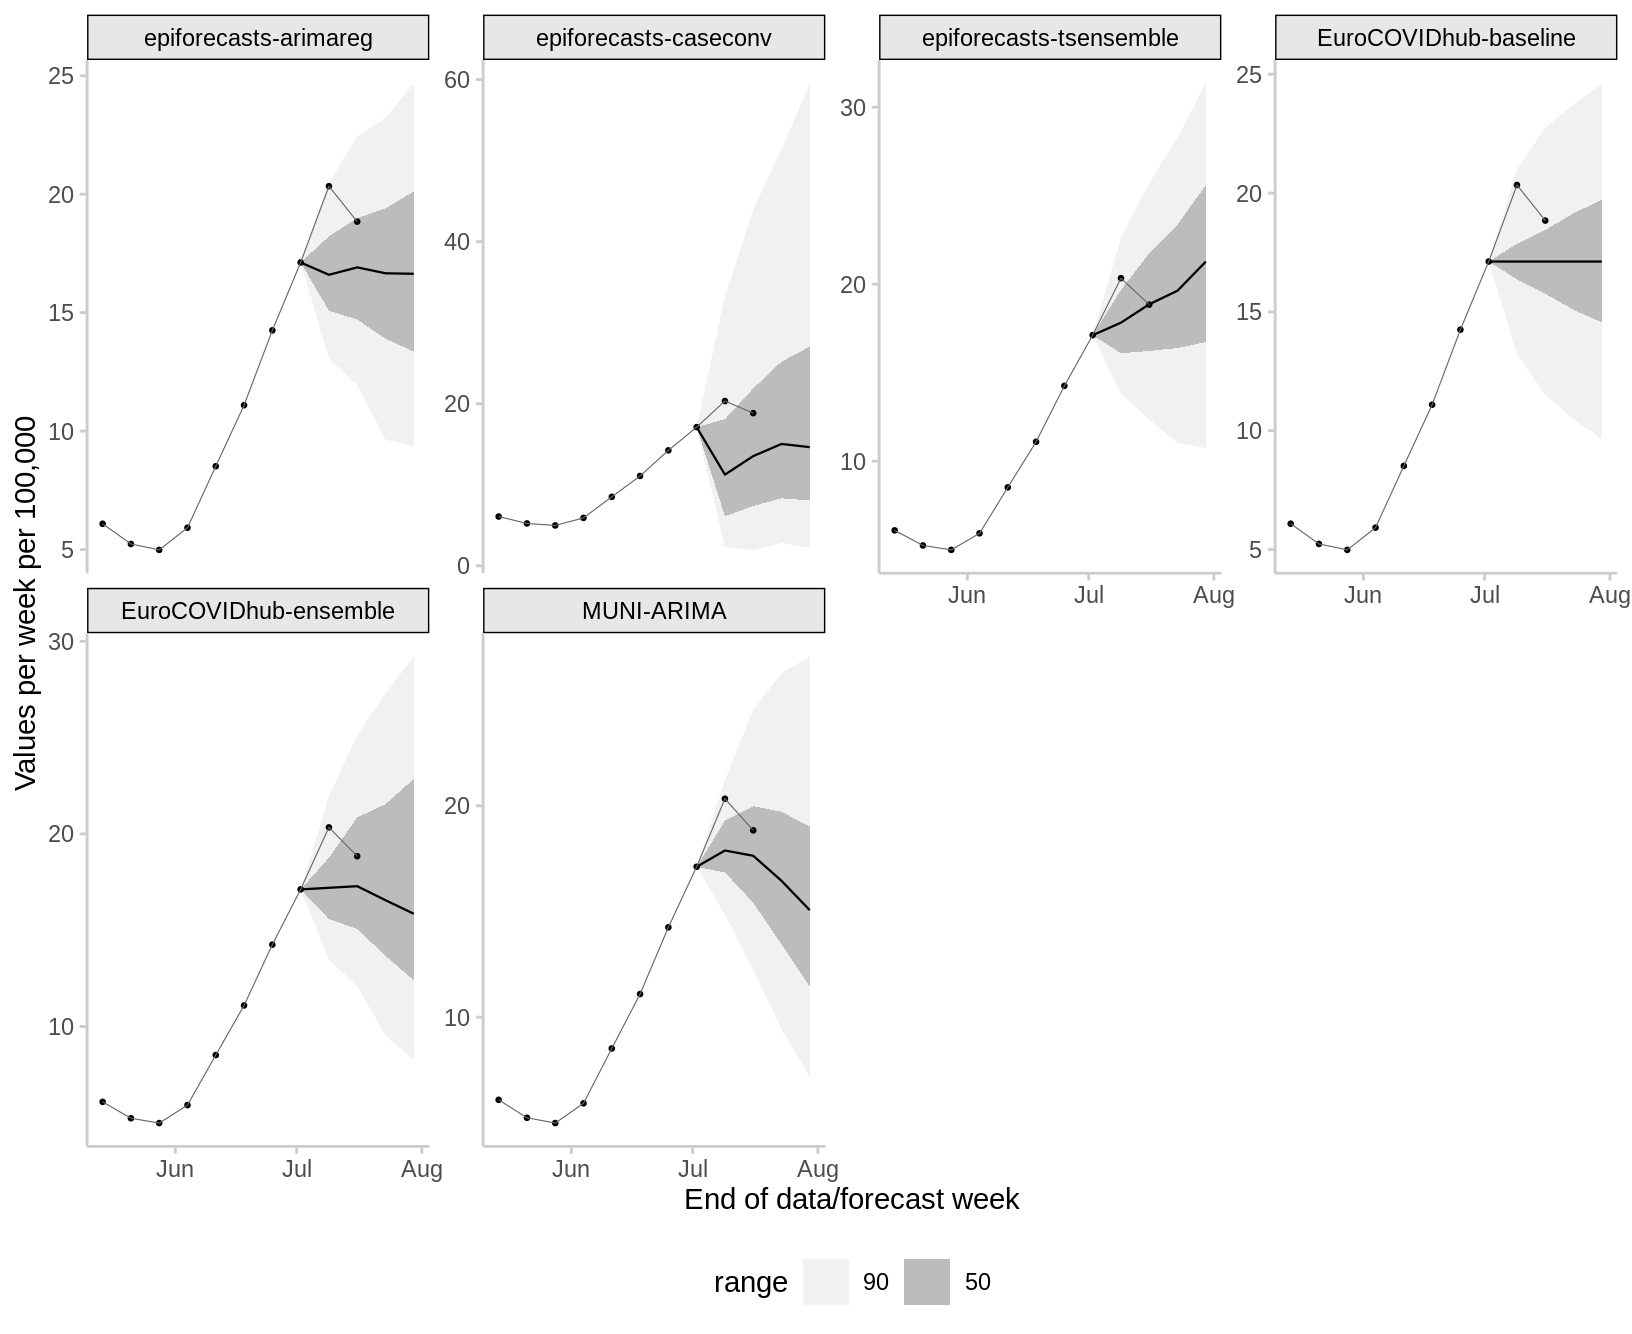 epiforecasts-arimareg
epiforecasts-caseconv
epiforecasts-tsensemble
EuroCOVIDhub-baseline
25
20
15
10
5
60
40
20
0
30
20
10
Jun Jul Aug
25
20
15
10
5
Jun Jul Aug
Values per week per 100,000
EuroCOVIDhub-ensemble
MUNI-ARIMA
30
20
10
Jun Jul Aug
20
10
Jun Jul Aug
End of data/forecast week
range 90 50